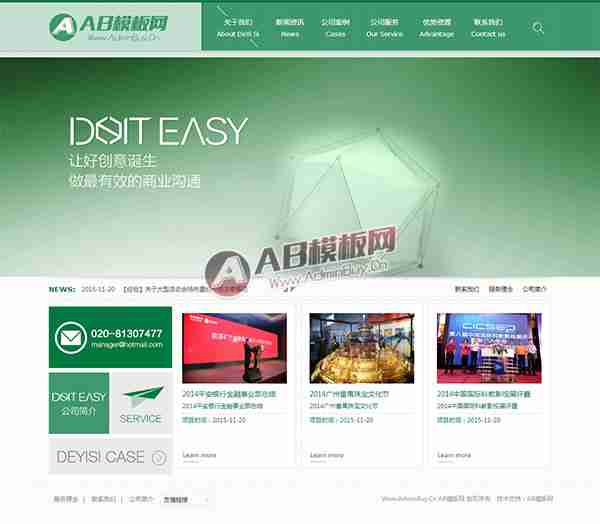 AB模板网
Www.AdminBuy.Cn
关于我们 新闻资讯 公司案例 公司服务 优势资源 联系我们
About DeiSi Si News Cases Our Service Advantage Contact us
DOIT EASY
让好创意诞生
做最有效的商业沟通
AB模板网
Www.AdminBuy.Cn
NEWS: 2015-11-20 【经验】关于大型活动会场布置
联系我们 服务理念 公司简介
020-81307477
manager@hotmail.com
DOIT EASY
公司简介
SERVICE
DEYISI CASE
2014平安银行金融事业部总结
2014平安银行金融事业部总结
项目时间:2015-11-20
Learn more
2014广州番禺珠宝文化节
2014广州番禺珠宝文化节
项目时间:2015-11-20
Learn more
CICSEP
2014中国国际科教影视展评暨
2014中国国际科教影视展评暨
项目时间:2015-11-20
Learn more
服务理念 | 联系我们 | 公司简介 友情链接
Www.AdminBuy.Cn AB模板网 版权所有 技术支持:AB模板网